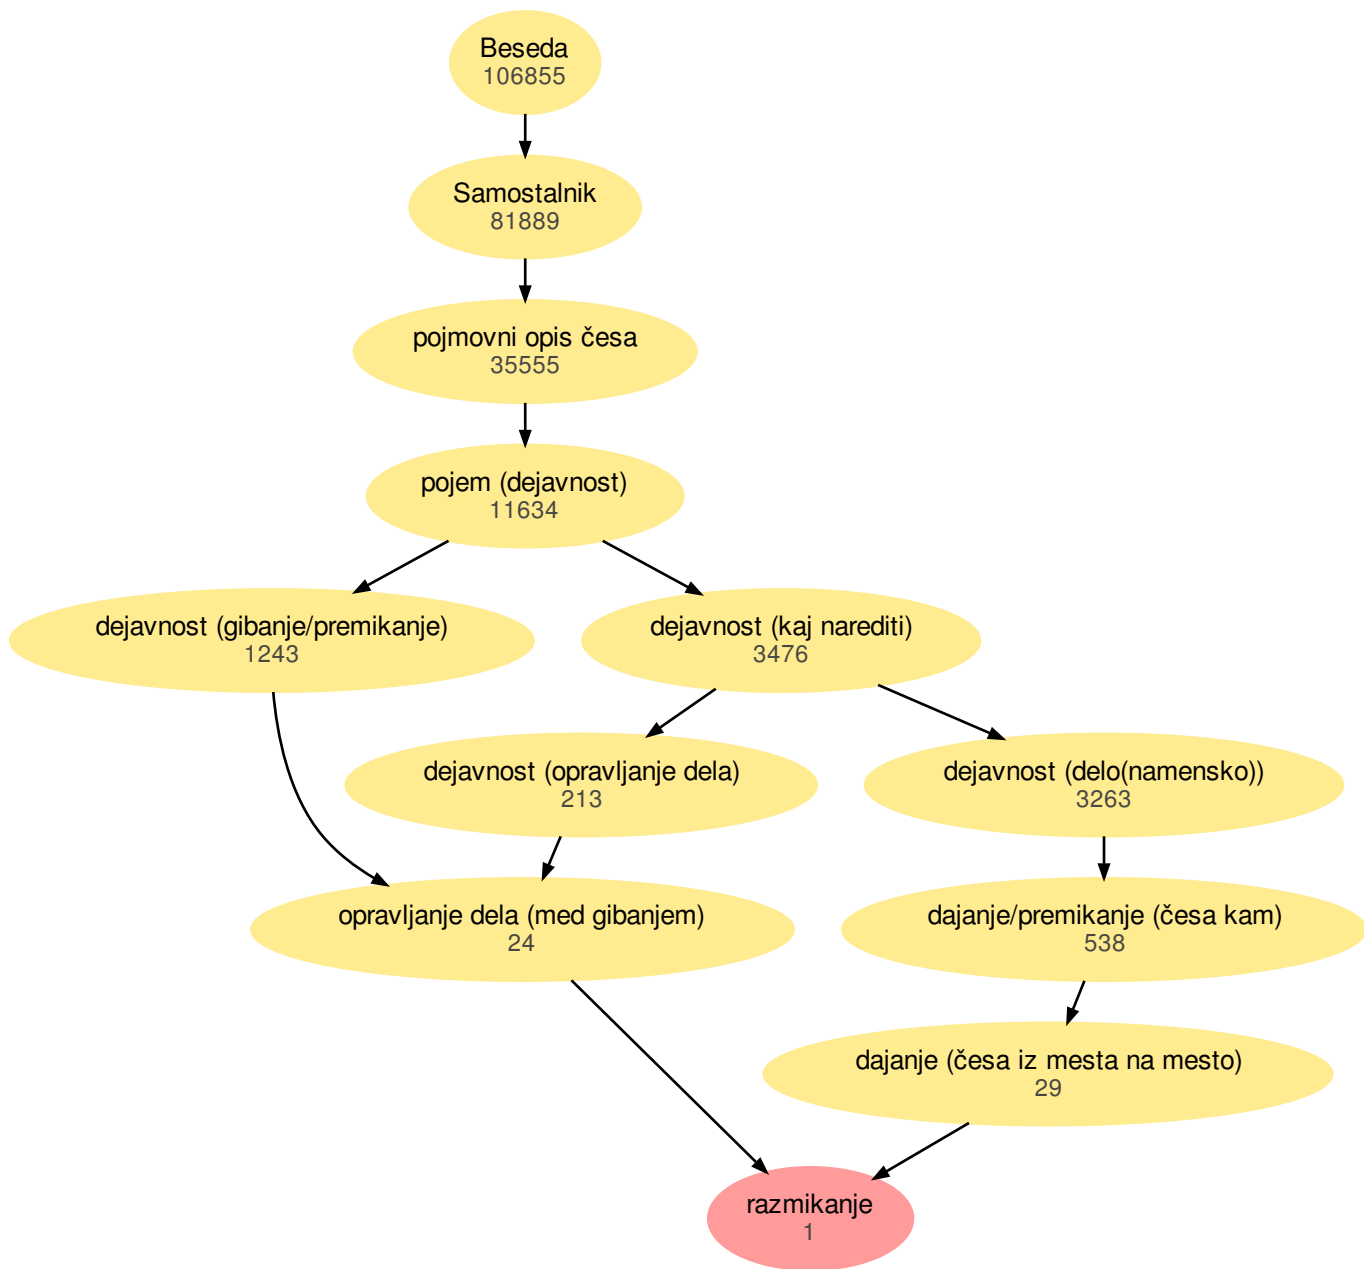 Beseda
106855
Samostalnik
81889
pojmovni opis česa
35555
pojem (dejavnost)
11634
dejavnost (gibanje/premikanje)
1243
dejavnost (kaj narediti)
3476
dejavnost (opravljanje dela)
213
dejavnost (delo(namensko))
3263
opravljanje dela (med gibanjem)
24
dajanje/premikanje (česa kam)
538
dajanje (česa iz mesta na mesto)
29
razmikanje
1